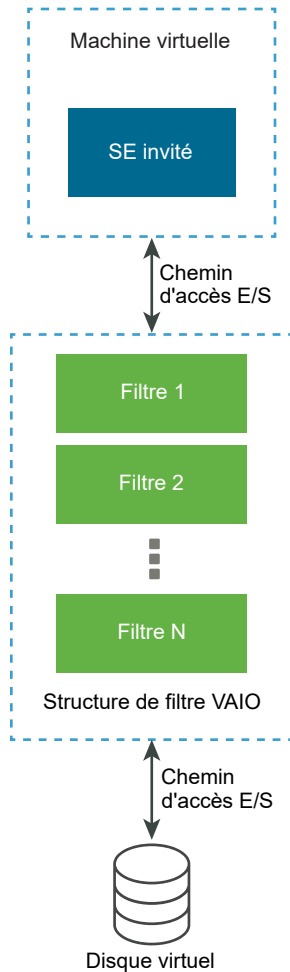 Machine virtuelle
SE invité
Chemin
d'accès E/S
Filtre 1
Filtre 2
Filtre N
Structure de filtre VAIO
Chemin
d'accès E/S
Disque virtuel